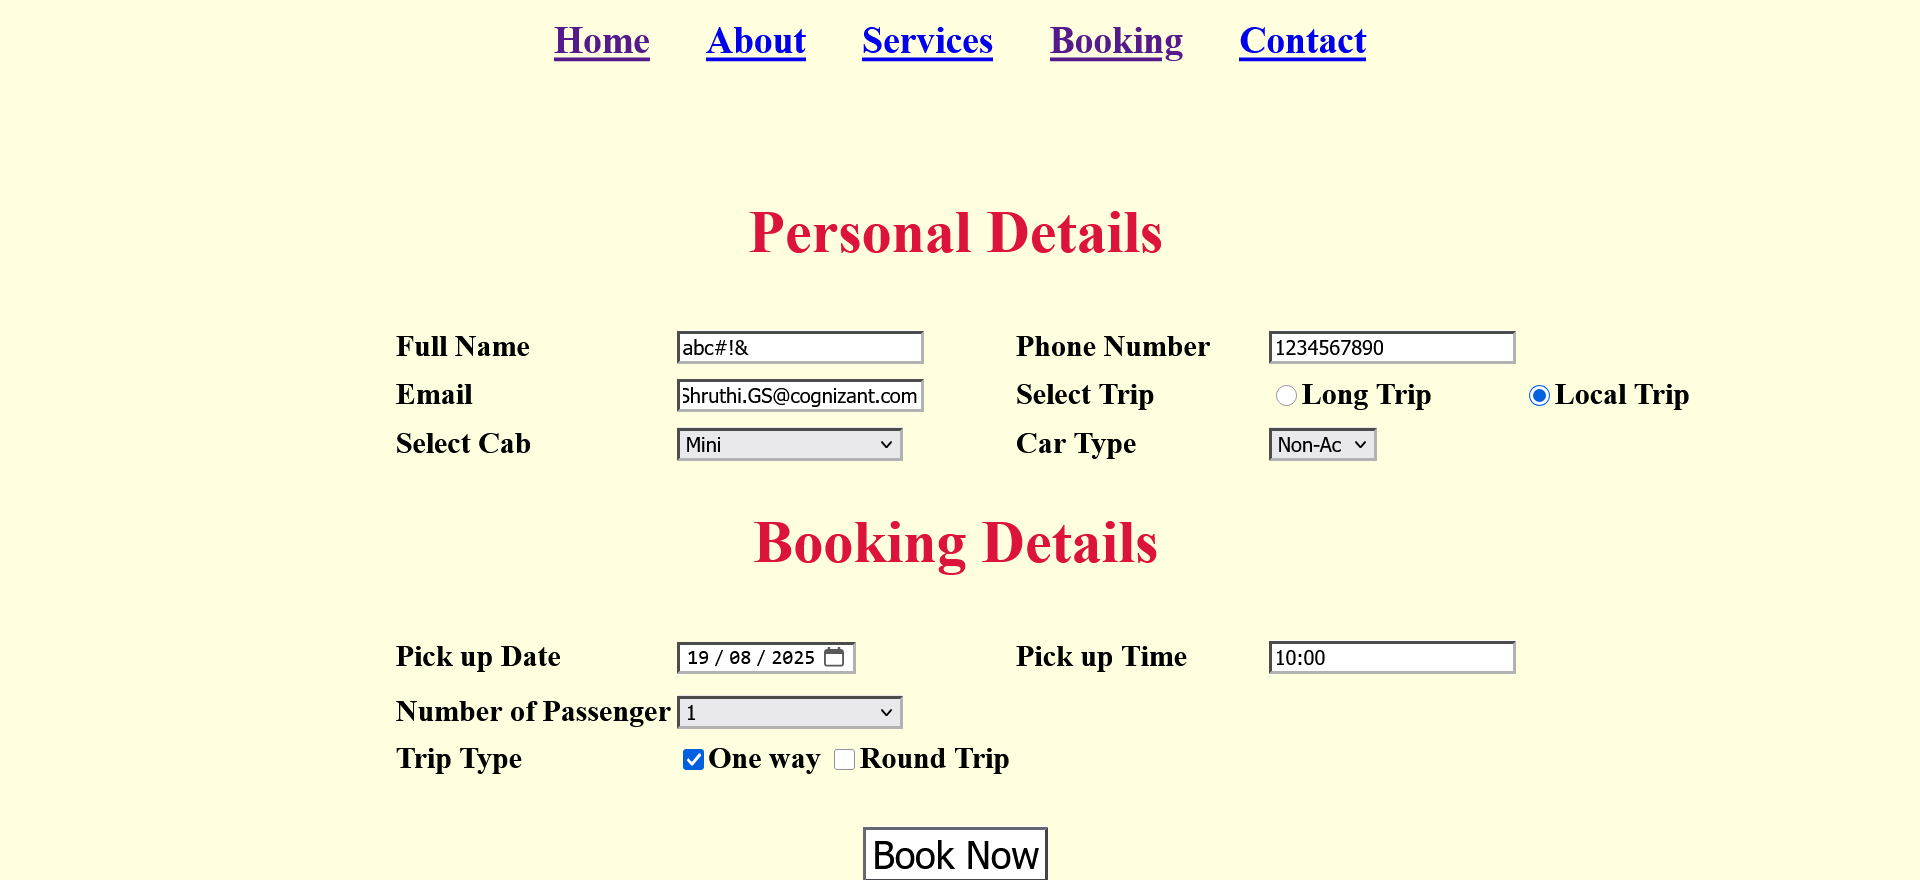 Home About Services Booking Contact
Personal Details
Full Name abc#!& Phone Number 1234567890
Email Shruthi.GS@cognizant.com Select Trip Long Trip Local Trip
Select Cab Mini Car Type Non-Ac
Booking Details
Pick up Date 19 / 08 / 2025 Pick up Time 10:00
Number of Passenger 1
Trip Type One way Round Trip
Book Now